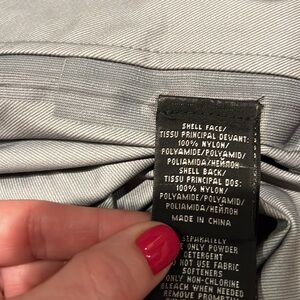 SHELL FACE/
TISSU PRINCIPAL DEVANT:
100% NYLON/
POLYAMIDE/POLYAMID/
POLIAMIDA/НЕЙЛОН
SHELL BACK/
TISSU PRINCIPAL DOS:
100% NYLON/
POLYAMIDE/POLYAMID/
POLIAMIDA/НЕЙЛОН
MADE IN CHINA
SEPARATELY
USE ONLY POWDER
DETERGENT
DO NOT USE FABRIC
SOFTENERS
ONLY NON-CHLORINE
BLEACH WHEN NEEDED
REMOVE PROMPTLY